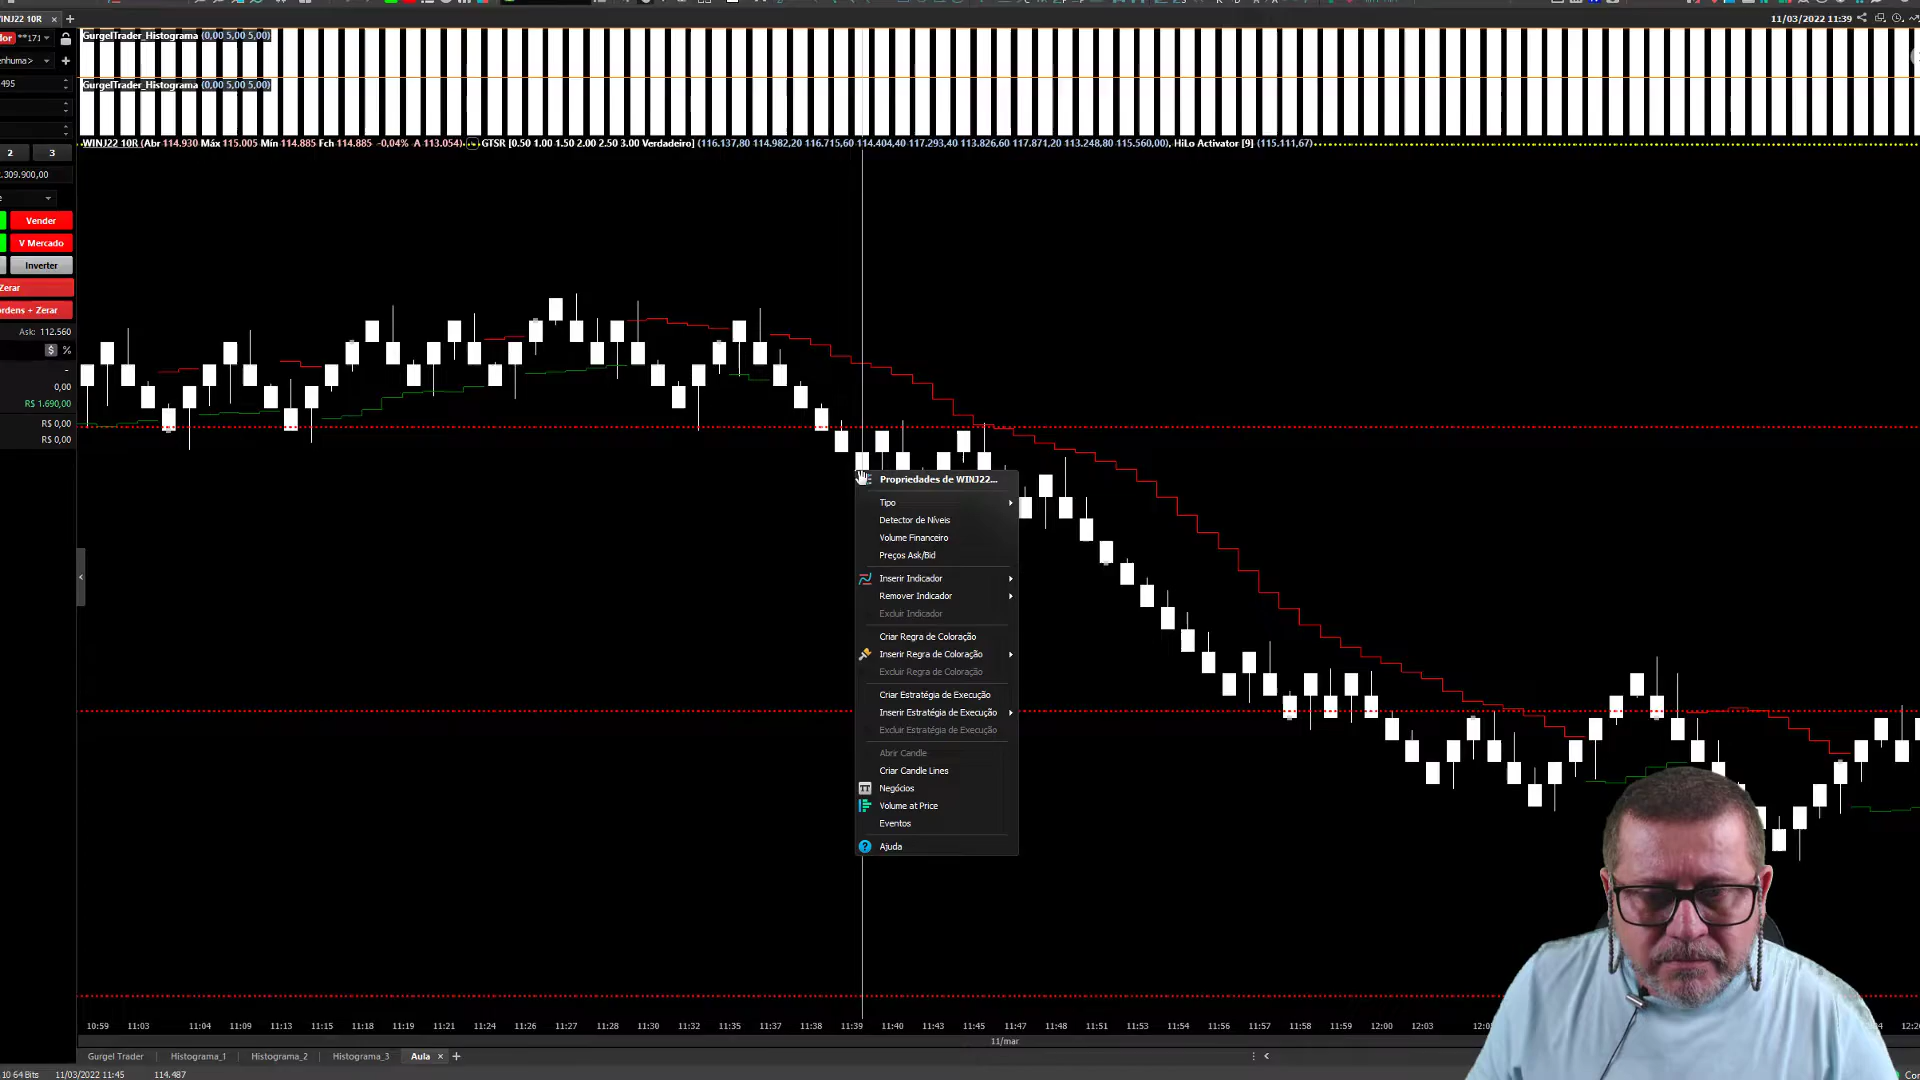 WINJ22 10R
11/03/2022 11:39
GurgelTrader_Histograma (0,00 5,00 5,00)
GurgelTrader_Histograma (0,00 5,00 5,00)
WINJ22 10R (Abr 114.930 Máx 115.005 Mín 114.885 Fch 114.885 -0,04% A 113.054) GTSR [0.50 1.00 1.50 2.00 2.50 3.00 Verdadeiro] (116.137,80 114.982,20 116.715,60 114.404,40 117.293,40 113.826,60 117.871,20 113.248,80 115.560,00), HiLo Activator [9] (115.111,67)
dor **171
enhuma>
495
2 3
.309.900,00
Vender
V Mercado
Inverter
Zerar
ordens + Zerar
Ask: 112.560
$ %
-
0,00
R$ 1.690,00
R$ 0,00
R$ 0,00
Propriedades de WINJ22...
Tipo
Detector de Níveis
Volume Financeiro
Preços Ask/Bid
Inserir Indicador
Remover Indicador
Excluir Indicador
Criar Regra de Coloração
Inserir Regra de Coloração
Excluir Regra de Coloração
Criar Estratégia de Execução
Inserir Estratégia de Execução
Excluir Estratégia de Execução
Abrir Candle
Criar Candle Lines
Negócios
Volume at Price
Eventos
Ajuda
10:59 11:03 11:04 11:09 11:13 11:15 11:18 11:19 11:21 11:24 11:26 11:27 11:28 11:30 11:32 11:35 11:37 11:38 11:39 11:40 11:43 11:45 11:47 11:48 11:51 11:53 11:54 11:56 11:58 11:59 12:00 12:03
11/mar
Gurgel Trader Histograma_1 Histograma_2 Histograma_3 Aula
10 64 Bits 11/03/2022 11:45 114.487